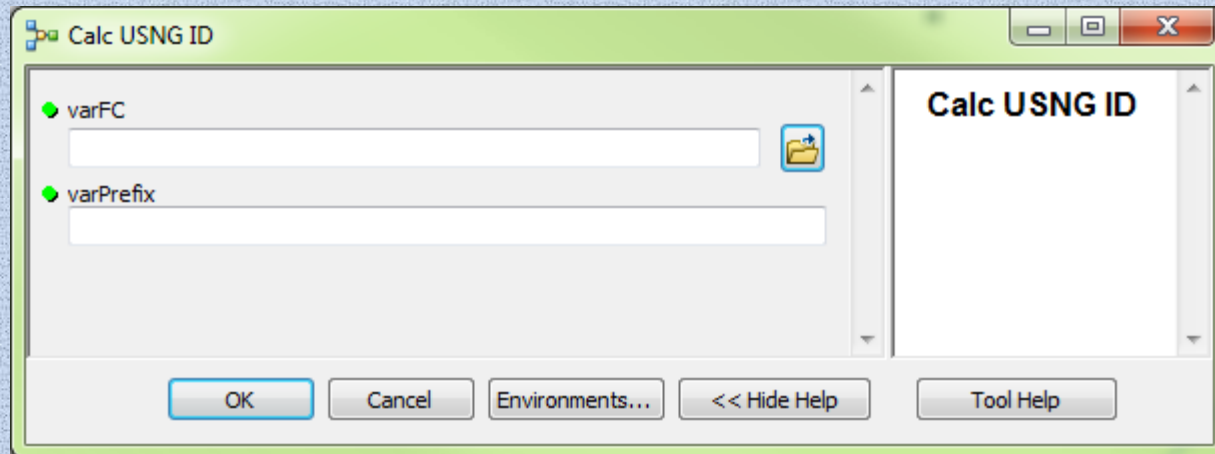 Calc USNG ID
varFC
varPrefix
Calc USNG ID
OK Cancel Environments... << Hide Help Tool Help